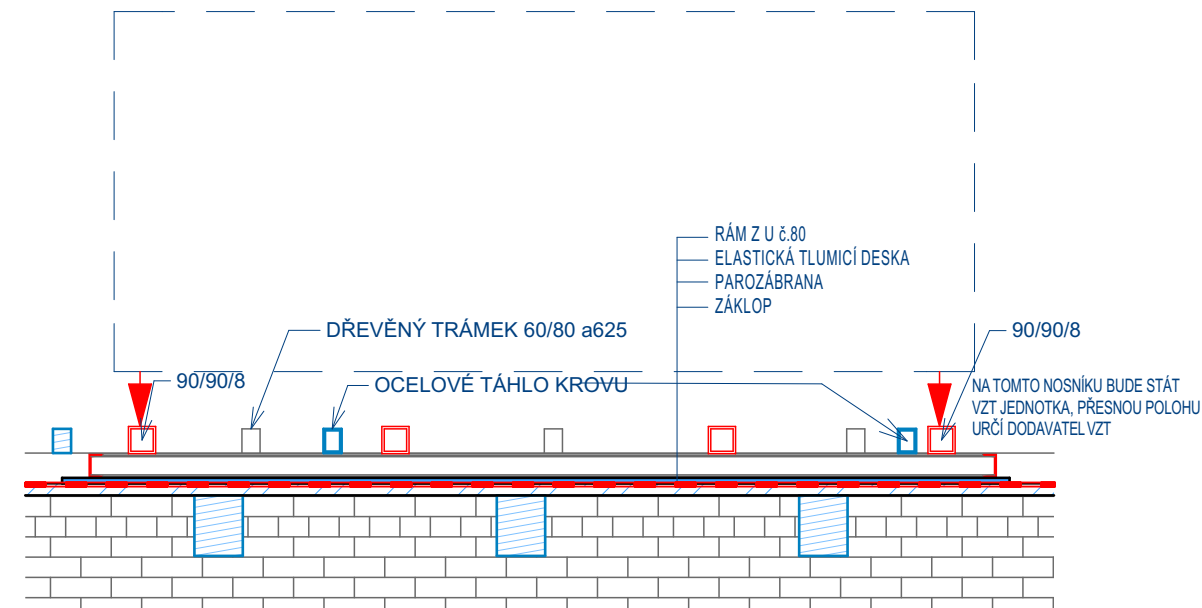 RÁM Z U č.80
ELASTICKÁ TLUMICÍ DESKA
PAROZÁBRANA
ZÁKLOP
DŘEVĚNÝ TRÁMEK 60/80 a625
90/90/8
90/90/8
OCELOVÉ TÁHLO KROVU
NA TOMTO NOSNÍKU BUDE STÁT
VZT JEDNOTKA, PŘESNOU POLOHU
URČÍ DODAVATEL VZT